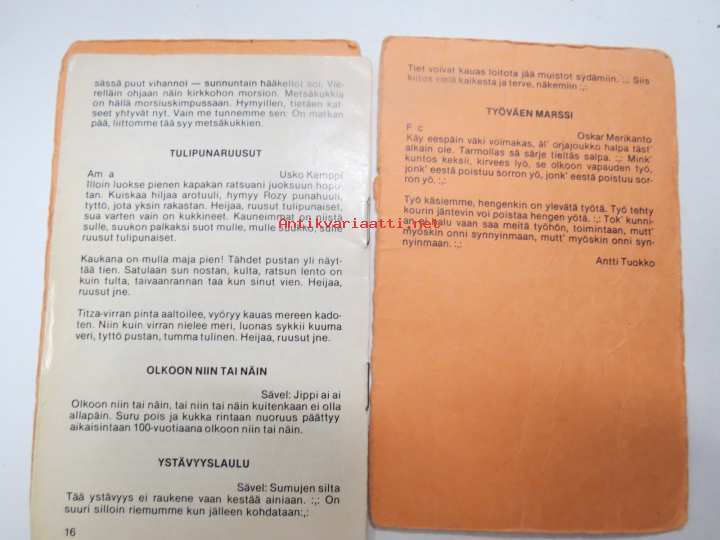 sässä puut vihannoi — sunnuntain hääkellot soi. Vie-
relläin ohjaan näin kirkkohon morsion. Metsäkukkia
on hällä morsiuskimpussaan. Hymyillen, tietäen kat-
seet yhtyvät nyt. Vain me tunnemme sen: On matkan
pää, liittomme tää syy metsäkukkien.
TULIPUNARUUSUT
Am a Usko Kemppi
Illoin luokse pienen kapakan ratsuani juoksuun hopu-
tan. Kuiskaa hiljaa arotuuli, hymyy Rozy punahuuli,
tyttö, jota yksin rakastan. Heijaa, ruusut tulipunaiset,
sua varten vain on kukkineet. Kauneimmat on niistä
sulle, suukon palkaksi suot mulle, mulle suukko, sulle
ruusut tulipunaiset.
Kaukana on mulla maja pien! Tähdet pustan yli näyt-
tää tien. Satulaan sun nostan, kulta, ratsun lento on
kuin tulta, taivaanrannan taa kun sinut vien. Heijaa,
ruusut jne.
Titza-virran pinta aaltoilee, vyöryy kauas mereen kado-
ten. Niin kuin virran nielee meri, luonas sykkii kuuma
veri, tyttö pustan, tumma tulinen. Heijaa, ruusut jne.
OLKOON NIIN TAI NÄIN
Sävel: Jippi ai ai
Olkoon niin tai näin, tai niin tai näin kuitenkaan ei olla
allapäin. Suru pois ja kukka rintaan nuoruus päättyy
aikaisintaan 100-vuotiaana olkoon niin tai näin.
YSTÄVYYSLAULU
Sävel: Sumujen silta
Tää ystävyys ei raukene vaan kestää ainiaan. :,: On
suuri silloin riemumme kun jälleen kohdataan:,:
16
Tiet voivat kauas loitota jää muistot sydämiin. :,: Siis
kiitos vielä kaikesta ja terve, näkemiin :,:
TYÖVÄEN MARSSI
F c Oskar Merikanto
Käy eespäin väki voimakas, äl' orjajoukko halpa täst'
alkain ole. Tarmollas sä särje tieltäs salpa. :,: Mink'
kuntos keksii, kirvees lyö, se olkoon vapauden työ,
jonk' eestä poistuu sorron yö, jonk' eestä poistuu sor-
ron yö. :,:
Työ käsiemme, hengenkin on ylevätä työtä. Työ tehty
kourin jäntevin voi poistaa hengen yötä. :,: Tok' kunni-
an se halu vaan saa meitä työhön, toimintaan, mutt'
myöskin onni synnyinmaan, mutt' myöskin onni syn-
nyinmaan. :,:
Antti Tuokko
Antikvariaatti.net